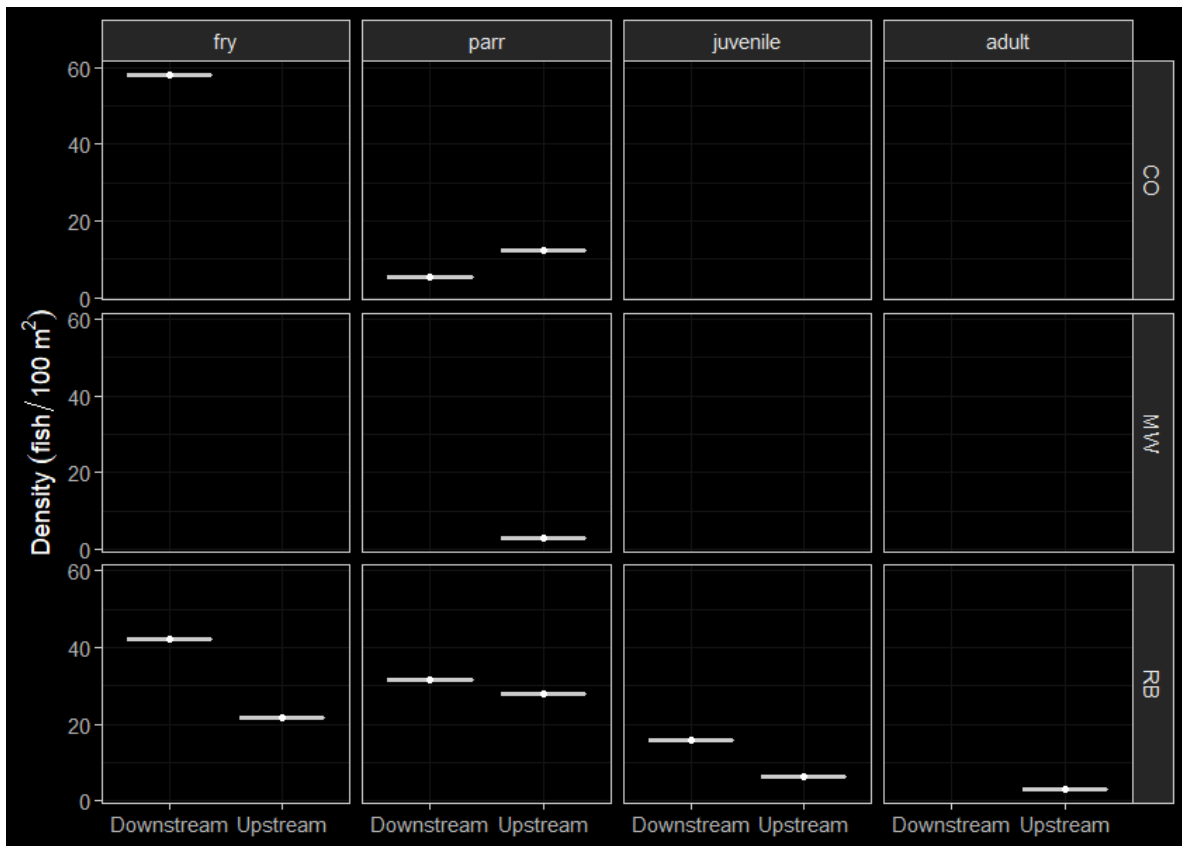 fry parr juvenile adult
60
40
20
0
CO
60
40
20
0
MW
60
40
20
0
RB
Density (fish/100 m²)
Downstream Upstream Downstream Upstream Downstream Upstream Downstream Upstream